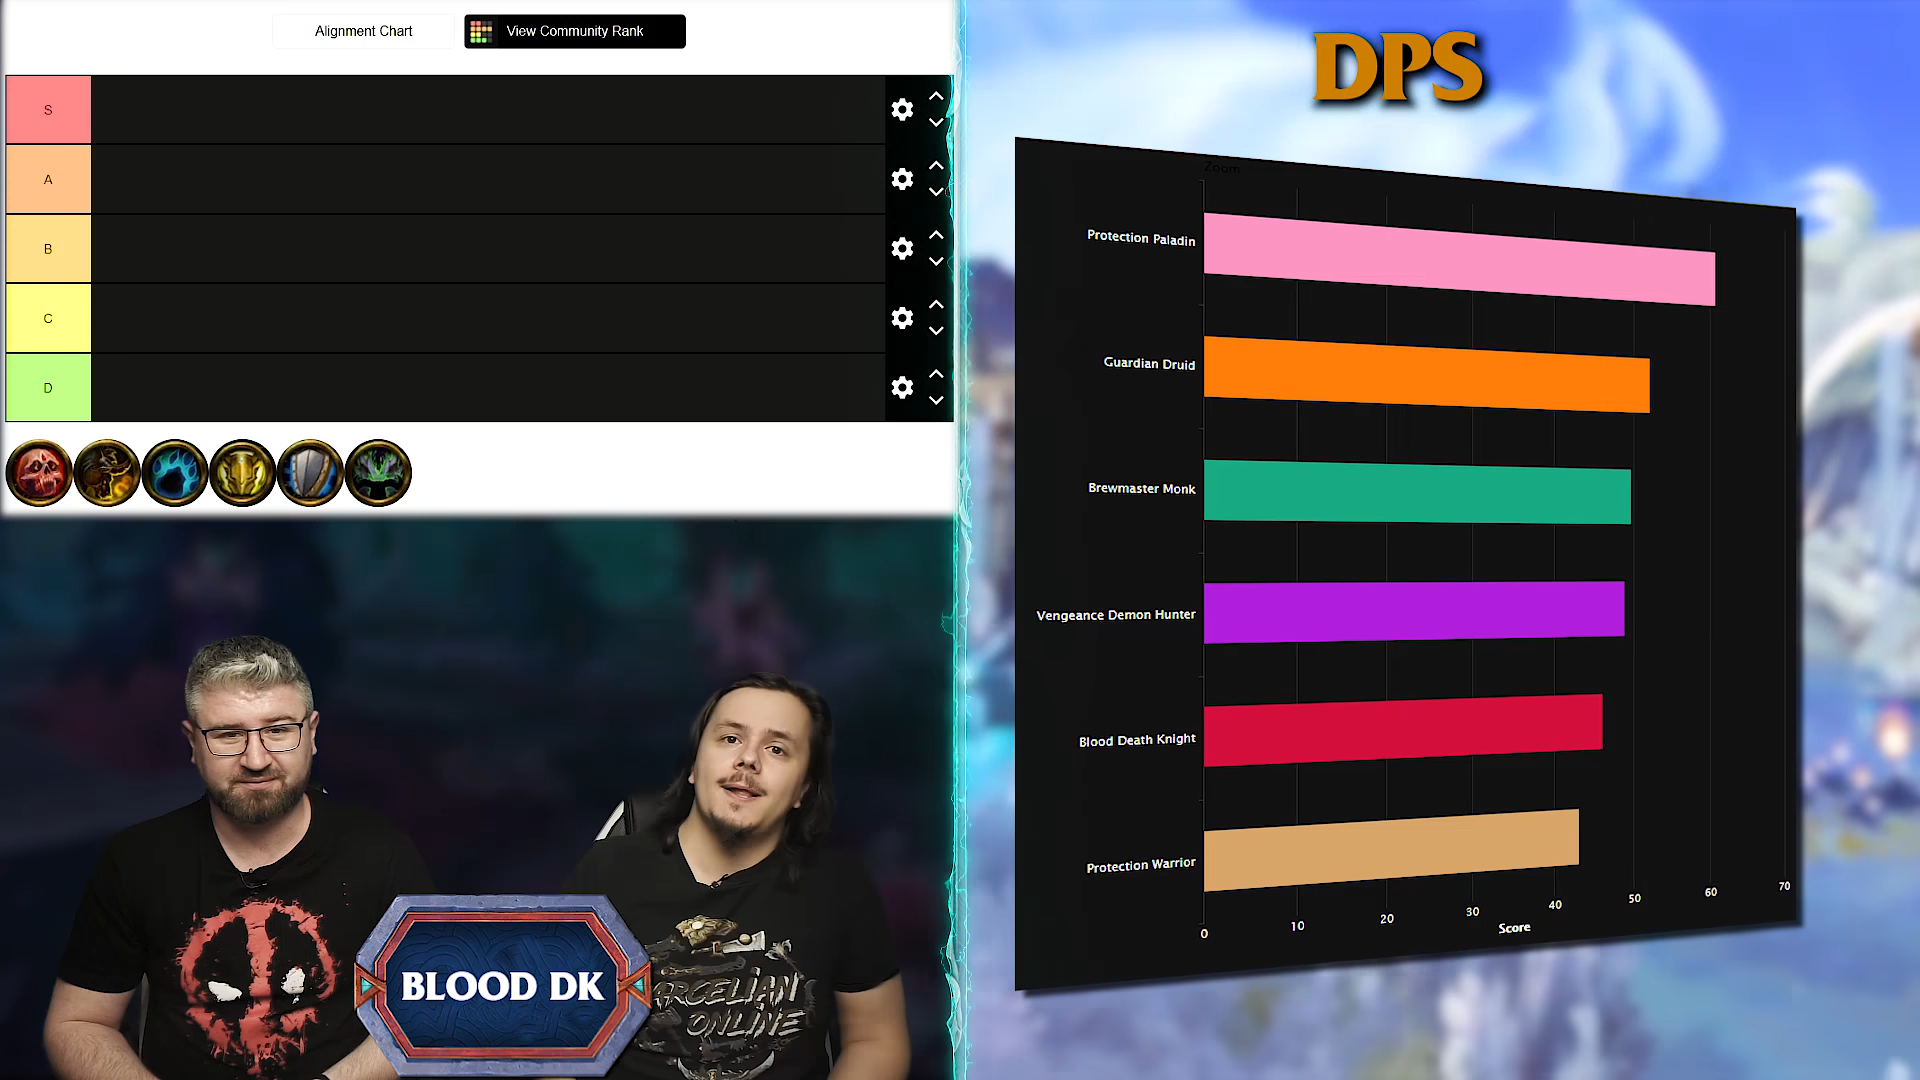 Alignment Chart
View Community Rank
S
A
B
C
D
BLOOD DK
ARCELIAN
ONLINE
DPS
Zoom
Protection Paladin
Guardian Druid
Brewmaster Monk
Vengeance Demon Hunter
Blood Death Knight
Protection Warrior
0 10 20 30 40 50 60 70
Score